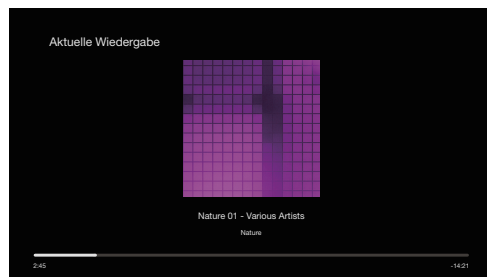 Aktuelle Wiedergabe
Nature 01 - Various Artists
Nature
2:45
-14:21